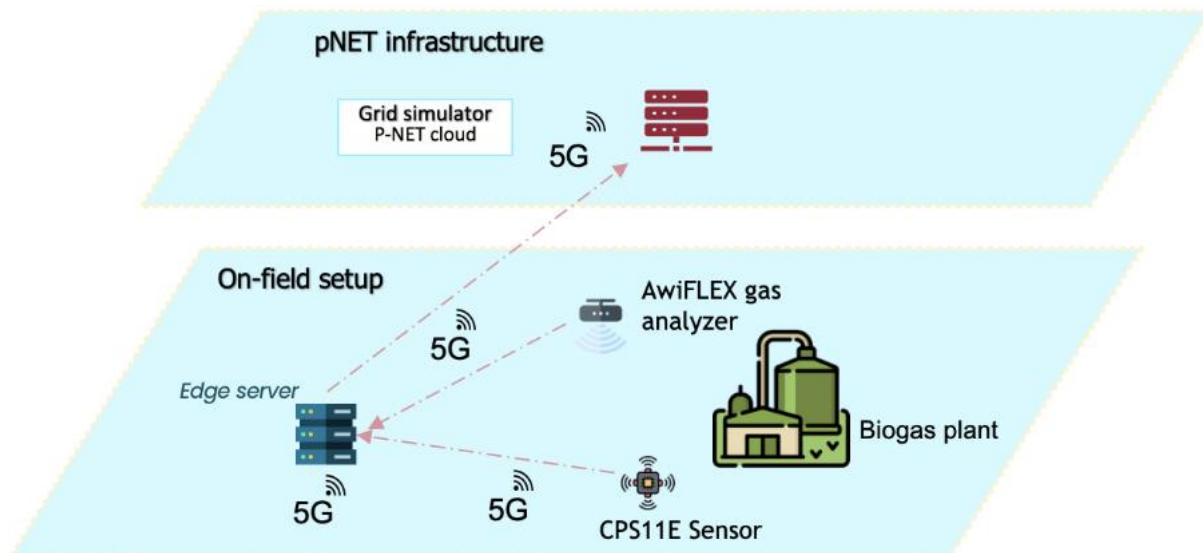 pNET infrastructure
Grid simulator
P-NET cloud
5G
On-field setup
AwiFLEX gas
analyzer
5G
Edge server
Biogas plant
5G
5G
CPS11E Sensor